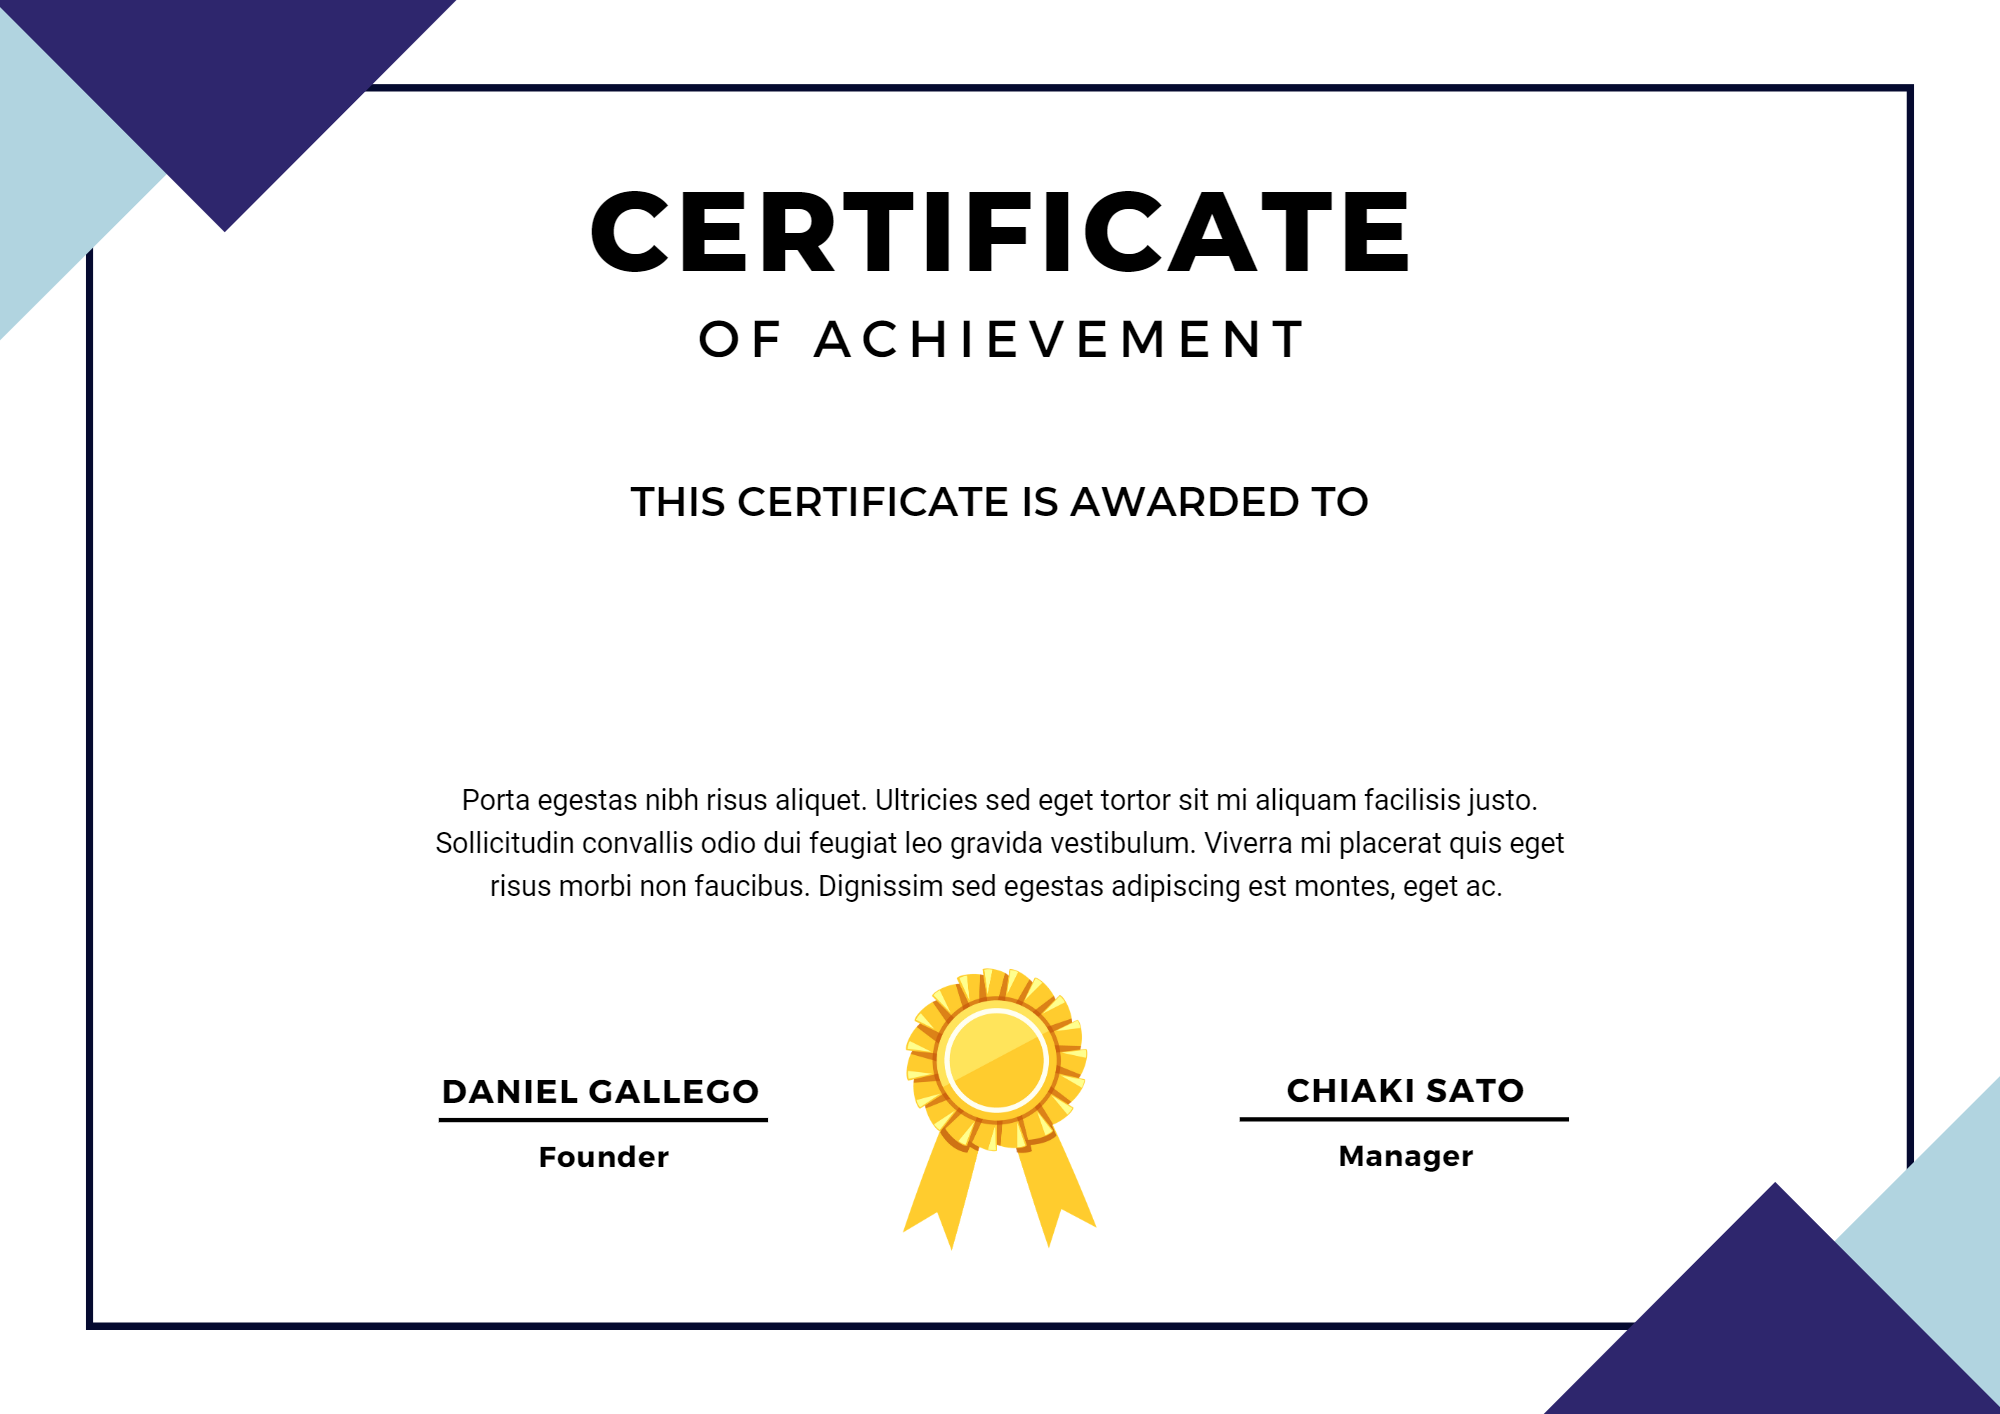 CERTIFICATE
OF ACHIEVEMENT
THIS CERTIFICATE IS AWARDED TO
Porta egestas nibh risus aliquet. Ultricies sed eget tortor sit mi aliquam facilisis justo.
Sollicitudin convallis odio dui feugiat leo gravida vestibulum. Viverra mi placerat quis eget
risus morbi non faucibus. Dignissim sed egestas adipiscing est montes, eget ac.
DANIEL GALLEGO
Founder
CHIAKI SATO
Manager